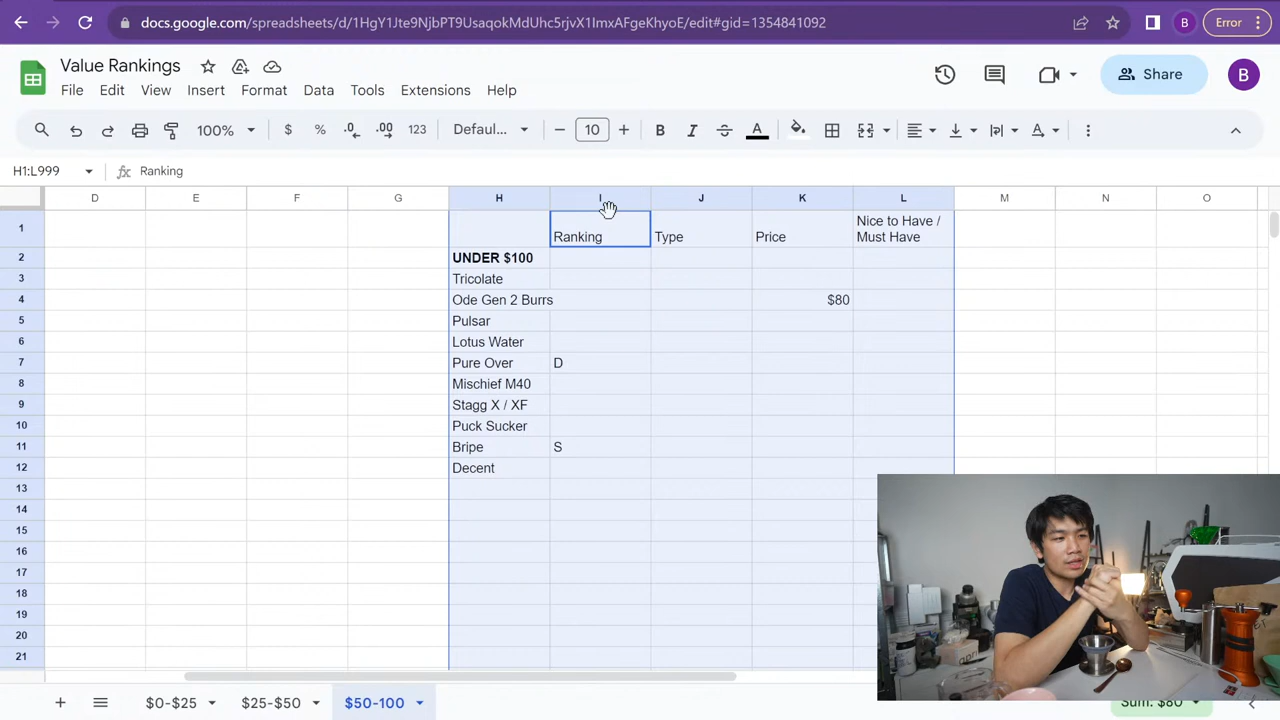 docs.google.com/spreadsheets/d/1HgY1Jte9NjbPT9UsaqokMdUhc5rjvX1ImxAFgeKhyoE/edit#gid=1354841092
B
Error
Value Rankings
File Edit View Insert Format Data Tools Extensions Help
Share
B
100% $ % .0 .00 123 Defaul... 10 B I A A
H1:L999 fx Ranking
D E F G H I J K L M N O
1 Ranking Type Price Nice to Have /
Must Have
2 UNDER $100
3 Tricolate
4 Ode Gen 2 Burrs $80
5 Pulsar
6 Lotus Water
7 Pure Over D
8 Mischief M40
9 Stagg X / XF
10 Puck Sucker
11 Bripe S
12 Decent
13
14
15
16
17
18
19
20
21
$0-$25 $25-$50 $50-100 Sum: $80